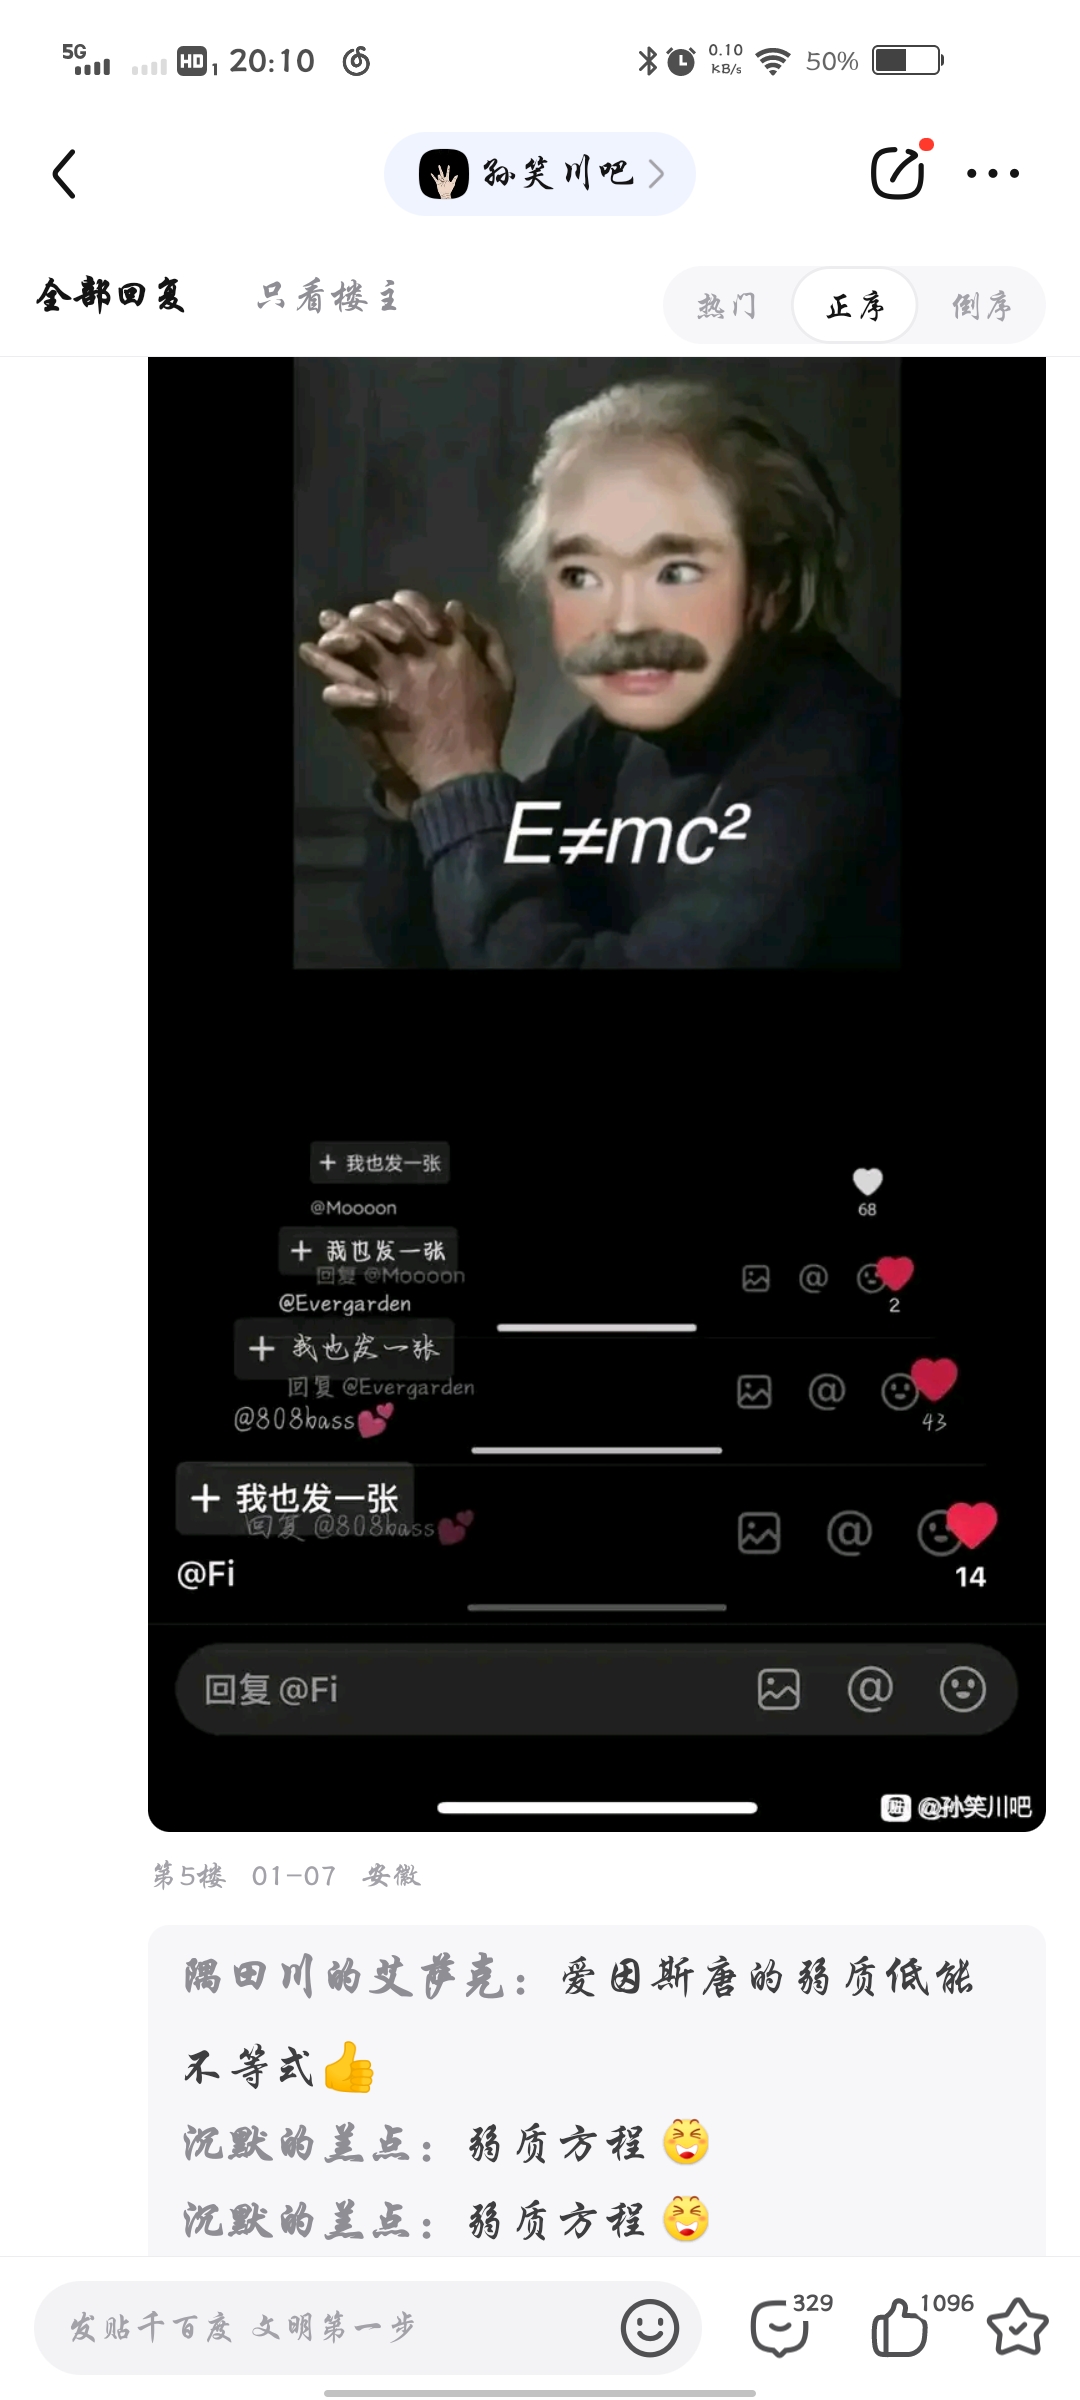 5G HD 1 20:10 0.10 KB/s 50%
孙笑川吧
全部回复 只看楼主 热门 正序 倒序
E≠mc²
+ 我也发一张
68
@Moooon
+ 我也发一张
回复 @Moooon
@Evergarden
2
+ 我也发一张
回复 @Evergarden
@808bass💕
43
+ 我也发一张
回复 @808bass💕
@Fi
14
回复 @Fi
@孙笑川吧
第5楼 01-07 安徽
隅田川的艾萨克：爱因斯唐的弱质低能
不等式👍
沉默的羔点：弱质方程😆
沉默的羔点：弱质方程😆
发贴千百度 文明第一步 329 1096